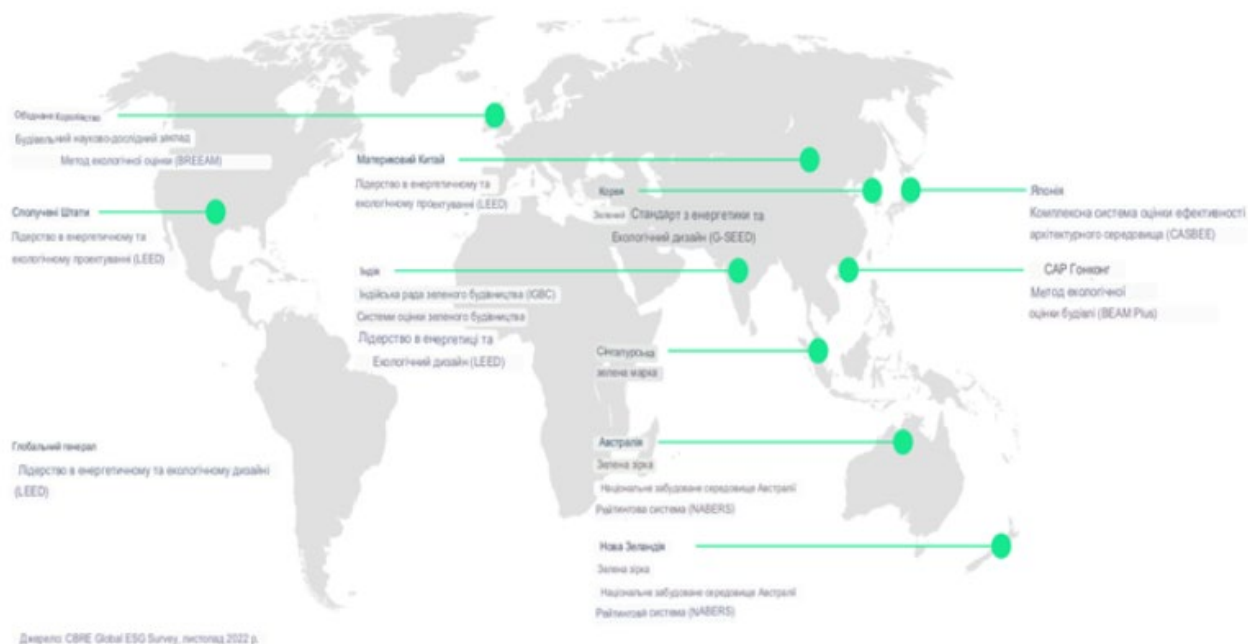 Об'єднане Королівство
Будівельний науково-дослідний заклад
Метод екологічної оцінки (BREEAM)
Сполучені Штати
Лідерство в енергетичному та
екологічному проектуванні (LEED)
Глобальний генерал
Лідерство в енергетичному та екологічному дизайні
(LEED)
Материковий Китай
Лідерство в енергетичному та
екологічному проектуванні (LEED)
Індія
Індійська рада зеленого будівництва (IGBC)
Системи оцінки зеленого будівництва
Лідерство в енергетиці та
Екологічний дизайн (LEED)
Корея
Зелений Стандарт з енергетики та
Екологічний дизайн (G-SEED)
Сінгапурська
зелена марка
Австралія
Зелена зірка
Національне забудоване середовище Австралії
Рейтингова система (NABERS)
Нова Зеландія
Зелена зірка
Національне забудоване середовище Австралії
Рейтингова система (NABERS)
Японія
Комплексна система оцінки ефективності
архітектурного середовища (CASBEE)
САР Гонконг
Метод екологічної
оцінки будівлі (BEAM Plus)
Джерело: CBRE Global ESG Survey, листопад 2022 р.